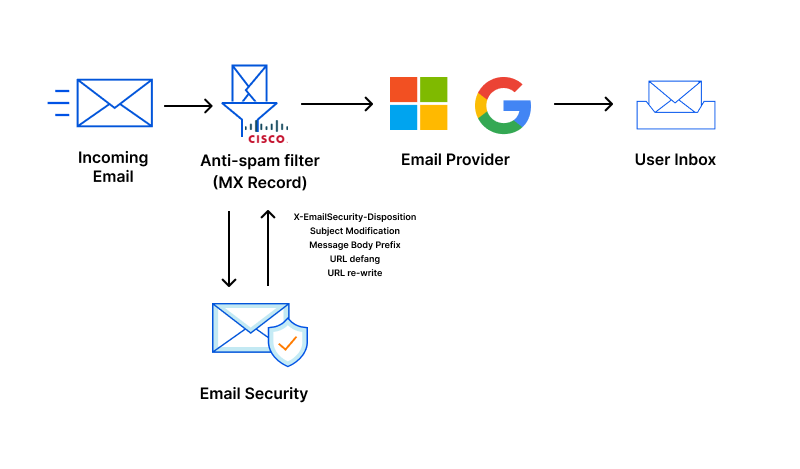 CISCO
Incoming
Email
Anti-spam filter
(MX Record)
Email Provider
User Inbox
X-EmailSecurity-Disposition
Subject Modification
Message Body Prefix
URL defang
URL re-write
Email Security